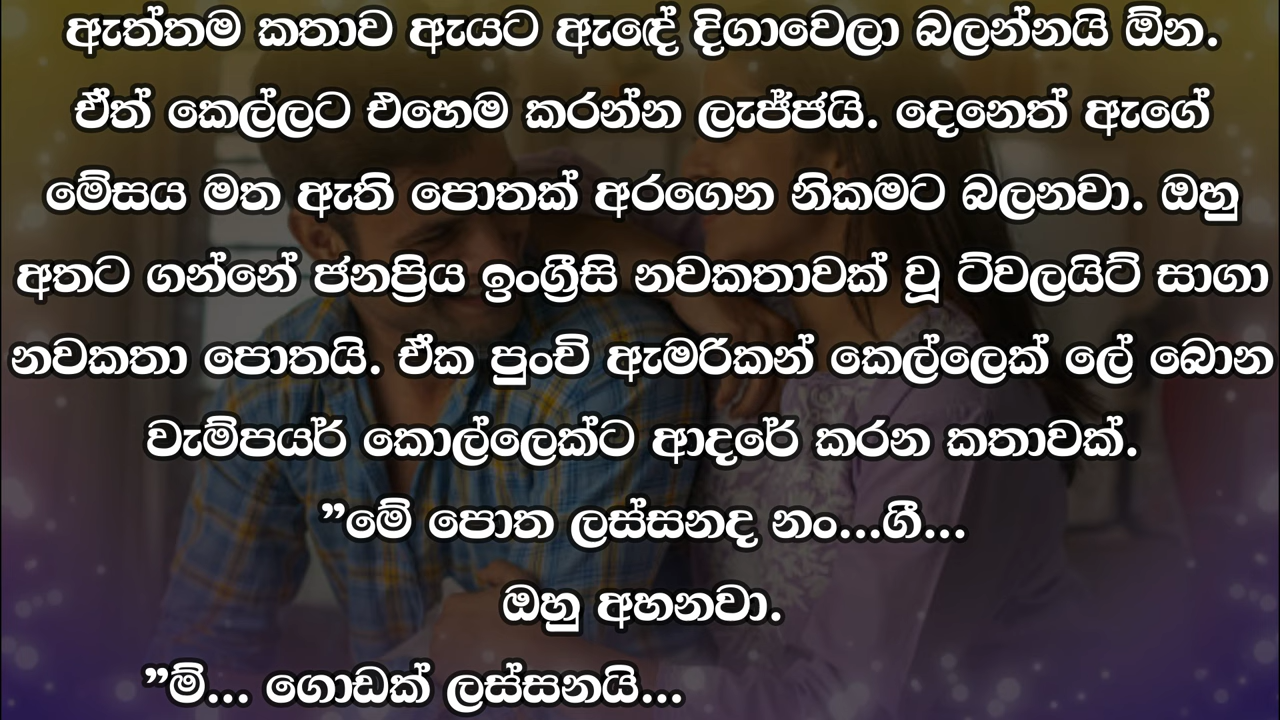 ඇත්තම කතාව ඇයට ඇඳේ දිගාවෙලා බලන්නයි ඕන.
ඒත් කෙල්ලට එහෙම කරන්න ලැජ්ජයි. දෙනෙත් ඇගේ
මේසය මත ඇති පොතක් අරගෙන නිකමට බලනවා. ඔහු
අතට ගන්නේ ජනප්‍රිය ඉංග්‍රීසි නවකතාවක් වූ ට්වලයිට් සාගා
නවකතා පොතයි. ඒක පුංචි ඇමරිකන් කෙල්ලෙක් ලේ බොන
වැම්පයර් කොල්ලෙක්ට ආදරේ කරන කතාවක්.
”මේ පොත ලස්සනද නං...ගී...
ඔහු අහනවා.
”ම්... ගොඩක් ලස්සනයි...